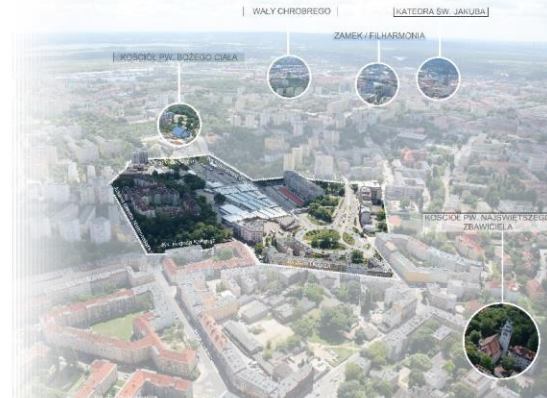 WAŁY CHROBREGO
KATEDRA ŚW. JAKUBA
ZAMEK / FILHARMONIA
KOŚCIÓŁ PW. BOŻEGO CIAŁA
KOŚCIÓŁ PW. NAJŚWIĘTSZEGO
ZBAWICIELA